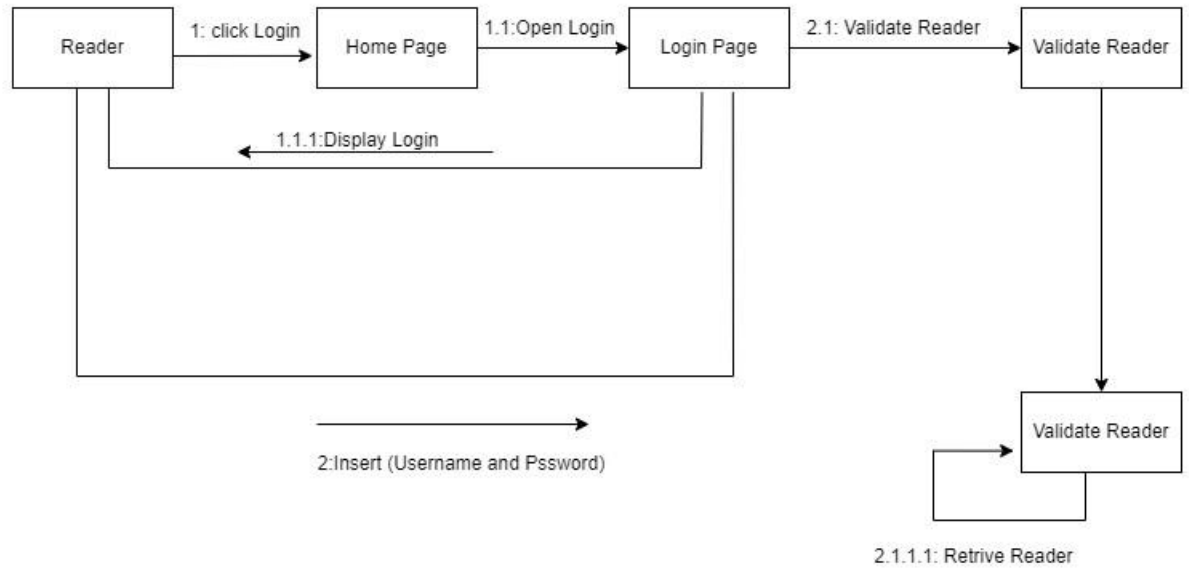 Reader
1: click Login
Home Page
1.1:Open Login
Login Page
2.1: Validate Reader
Validate Reader
1.1.1:Display Login
Validate Reader
2:Insert (Username and Pssword)
2.1.1.1: Retrive Reader